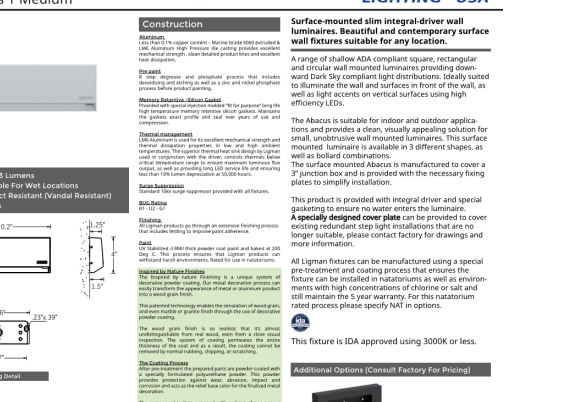 s 1 Medium
LIGHTING USA
3 Lumens
ble For Wet Locations
ct Resistant (Vandal Resistant)
0.2"
1.25"
4"
1.5"
6"
.23"x.39"
7"
g Detail
Construction
Aluminum
Less than 0.1% copper content – Marine Grade 6060 extruded &
LM6 Aluminum High Pressure die casting provides excellent
mechanical strength , clean detailed product lines and excellent
heat dissipation.
Pre paint
8 step degrease and phosphate process that includes
deoxidizing and etching as well as a zinc and nickel phosphate
process before product painting.
Memory Retentive -Silicon Gasket
Provided with special injection molded "fit for purpose" long life
high temperature memory retentive silicon gaskets. Maintains
the gaskets exact profile and seal over years of use and
compression.
Thermal management
LM6 Aluminum is used for its excellent mechanical strength and
thermal dissipation properties in low and high ambient
temperatures. The superior thermal heat sink design by Ligman
used in conjunction with the driver, controls thermals below
critical temperature range to ensure maximum luminous flux
output, as well as providing long LED service life and ensuring
less than 10% lumen depreciation at 50,000 hours.
Surge Suppression
Standard 10kv surge suppressor provided with all fixtures.
BUG Rating
B1 - U2 - G1
Finishing
All Ligman products go through an extensive finishing process
that includes fettling to improve paint adherence.
Paint
UV Stabilized 4.9Mil thick powder coat paint and baked at 200
Deg C. This process ensures that Ligman products can
withstand harsh environments. Rated for use in natatoriums.
Inspired by Nature Finishes
The Inspired by nature Finishing is a unique system of
decorative powder coating. Our metal decoration process can
easily transform the appearance of metal or aluminum product
into a wood grain finish.
This patented technology enables the simulation of wood grain,
and even marble or granite finish through the use of decorative
powder coating.
The wood grain finish is so realistic that it's almost
undistinguishable from real wood, even from a close visual
inspection. The system of coating permeates the entire
thickness of the coat and as a result, the coating cannot be
removed by normal rubbing, chipping, or scratching.
The Coating Process
After pre-treatment the prepared parts are powder coated with
a specially formulated polyurethane powder. This powder
provides protection against wear, abrasion, impact and
corrosion and acts as the relief base color for the finalized metal
decoration.
Surface-mounted slim integral-driver wall
luminaires. Beautiful and contemporary surface
wall fixtures suitable for any location.
A range of shallow ADA compliant square, rectangular
and circular wall mounted luminaires providing down-
ward Dark Sky compliant light distributions. Ideally suited
to illuminate the wall and surfaces in front of the wall, as
well as light accents on vertical surfaces using high
efficiency LEDs.
The Abacus is suitable for indoor and outdoor applica-
tions and provides a clean, visually appealing solution for
small, unobtrusive wall mounted luminaires. This surface
mounted luminaire is available in 3 different shapes, as
well as bollard combinations.
The surface mounted Abacus is manufactured to cover a
3" junction box and is provided with the necessary fixing
plates to simplify installation.
This product is provided with integral driver and special
gasketing to ensure no water enters the luminaire.
A specially designed cover plate can be provided to cover
existing redundant step light installations that are no
longer suitable, please contact factory for drawings and
more information.
All Ligman fixtures can be manufactured using a special
pre-treatment and coating process that ensures the
fixture can be installed in natatoriums as well as environ-
ments with high concentrations of chlorine or salt and
still maintain the 5 year warranty. For this natatorium
rated process please specify NAT in options.
ida
This fixture is IDA approved using 3000K or less.
Additional Options (Consult Factory For Pricing)